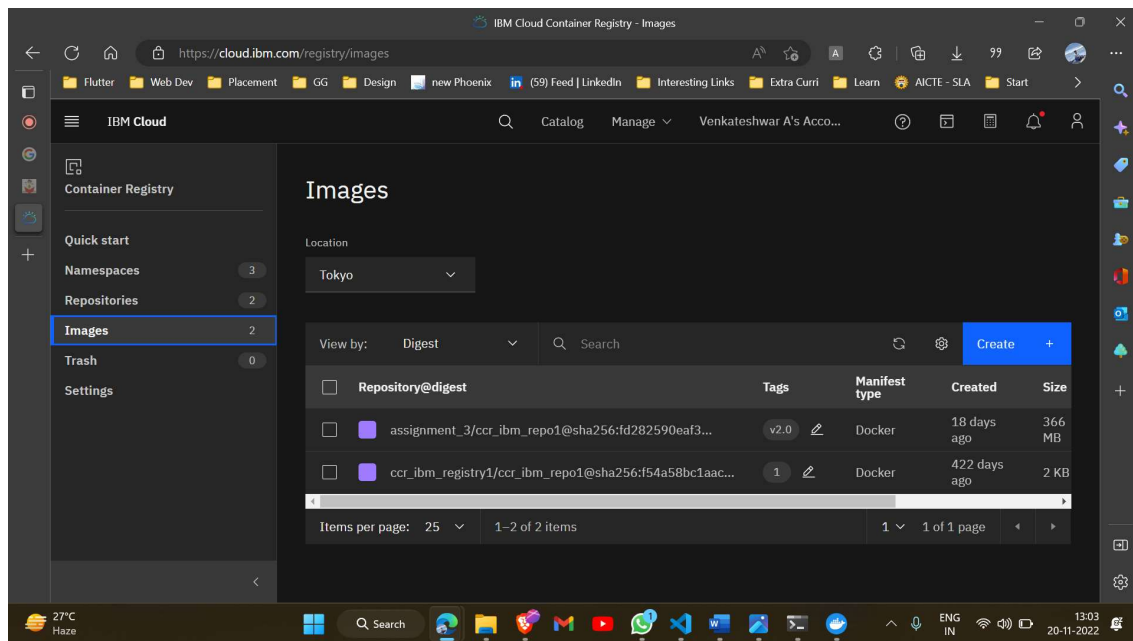 IBM Cloud Container Registry - Images
https://cloud.ibm.com/registry/images
Flutter Web Dev Placement GG Design new Phoenix (59) Feed | LinkedIn Interesting Links Extra Curri Learn AICTE - SLA Start
IBM Cloud Catalog Manage Venkateshwar A's Acco...
Container Registry
Quick start
Namespaces 3
Repositories 2
Images 2
Trash 0
Settings
Images
Location
Tokyo
View by: Digest Search Create +
Repository@digest Tags Manifest type Created Size
assignment_3/ccr_ibm_repo1@sha256:fd282590eaf3... v2.0 Docker 18 days ago 366 MB
ccr_ibm_registry1/ccr_ibm_repo1@sha256:f54a58bc1aac... 1 Docker 422 days ago 2 KB
Items per page: 25 1–2 of 2 items 1 1 of 1 page
27°C
Haze
Search
ENG
IN
13:03
20-11-2022